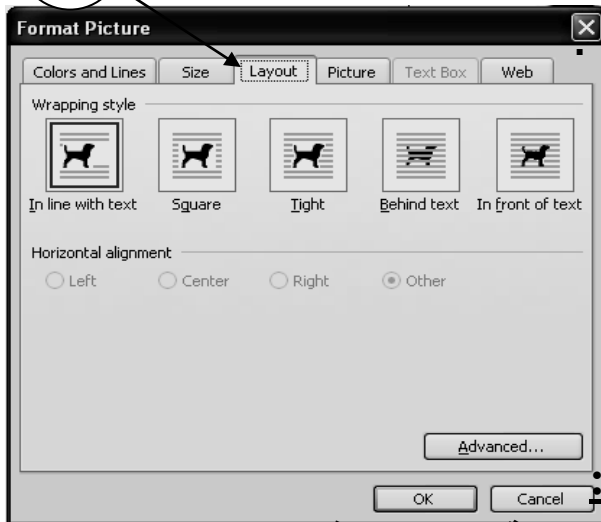 Format Picture
Colors and Lines Size Layout Picture Text Box Web
Wrapping style
In line with text Square Tight Behind text In front of text
Horizontal alignment
Left Center Right Other
Advanced...
OK Cancel